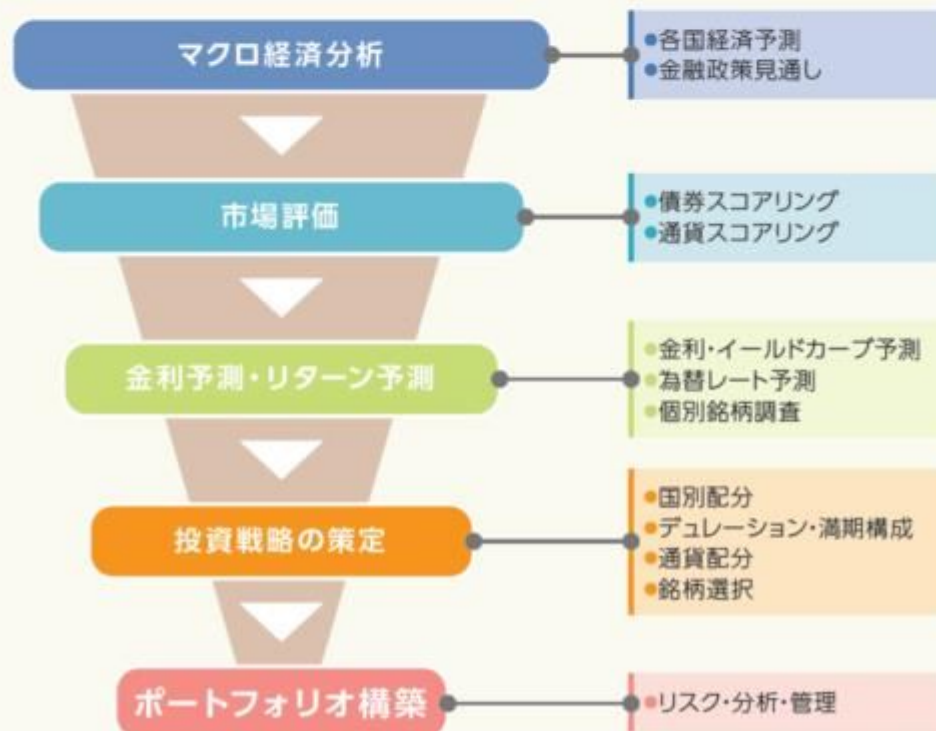 マクロ経済分析
●各国経済予測
●金融政策見通し
市場評価
●債券スコアリング
●通貨スコアリング
金利予測・リターン予測
●金利・イールドカーブ予測
●為替レート予測
●個別銘柄調査
投資戦略の策定
●国別配分
●デュレーション・満期構成
●通貨配分
●銘柄選択
ポートフォリオ構築
●リスク・分析・管理